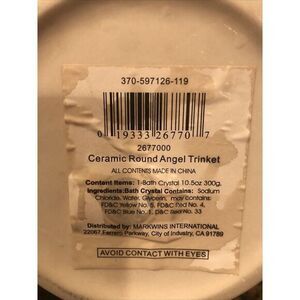 370-597126-119
0 19333 26770 7
2677000
Ceramic Round Angel Trinket
ALL CONTENTS MADE IN CHINA
Content Items: 1-Bath Crystal 10.5oz 300g.
Ingredients:Bath Crystal Contains: Sodium
Chloride, Water, Glycerin, may contains:
FD&C Yellow No. 5, FD&C Red No. 4,
FD&C Blue No. 1, D&C Red No. 33
Distributed by: MARKWINS INTERNATIONAL
22067 Ferrero Parkway, City of Industry, CA 91789
AVOID CONTACT WITH EYES